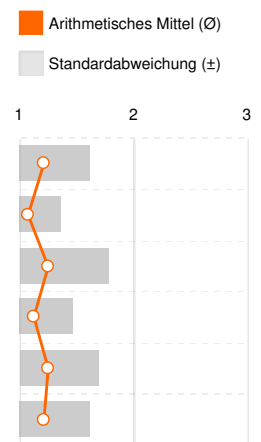 Arithmetisches Mittel (Ø)
Standardabweichung (±)
1 2 3